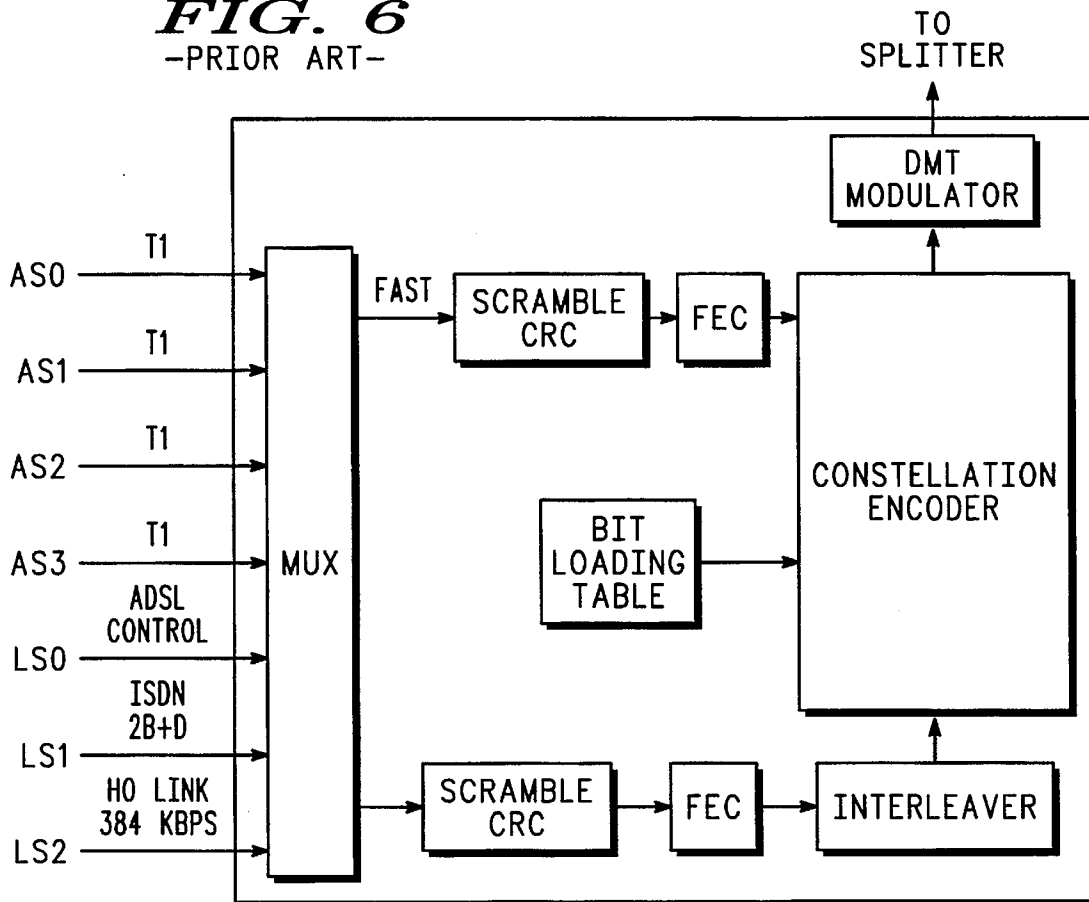 FIG. 6
-PRIOR ART-
TO
SPLITTER
DMT
MODULATOR
AS0
T1
AS1
T1
AS2
T1
AS3
T1
LS0
ADSL
CONTROL
LS1
ISDN
2B+D
LS2
HO LINK
384 KBPS
MUX
FAST
SCRAMBLE
CRC
FEC
BIT
LOADING
TABLE
CONSTELLATION
ENCODER
SCRAMBLE
CRC
FEC
INTERLEAVER